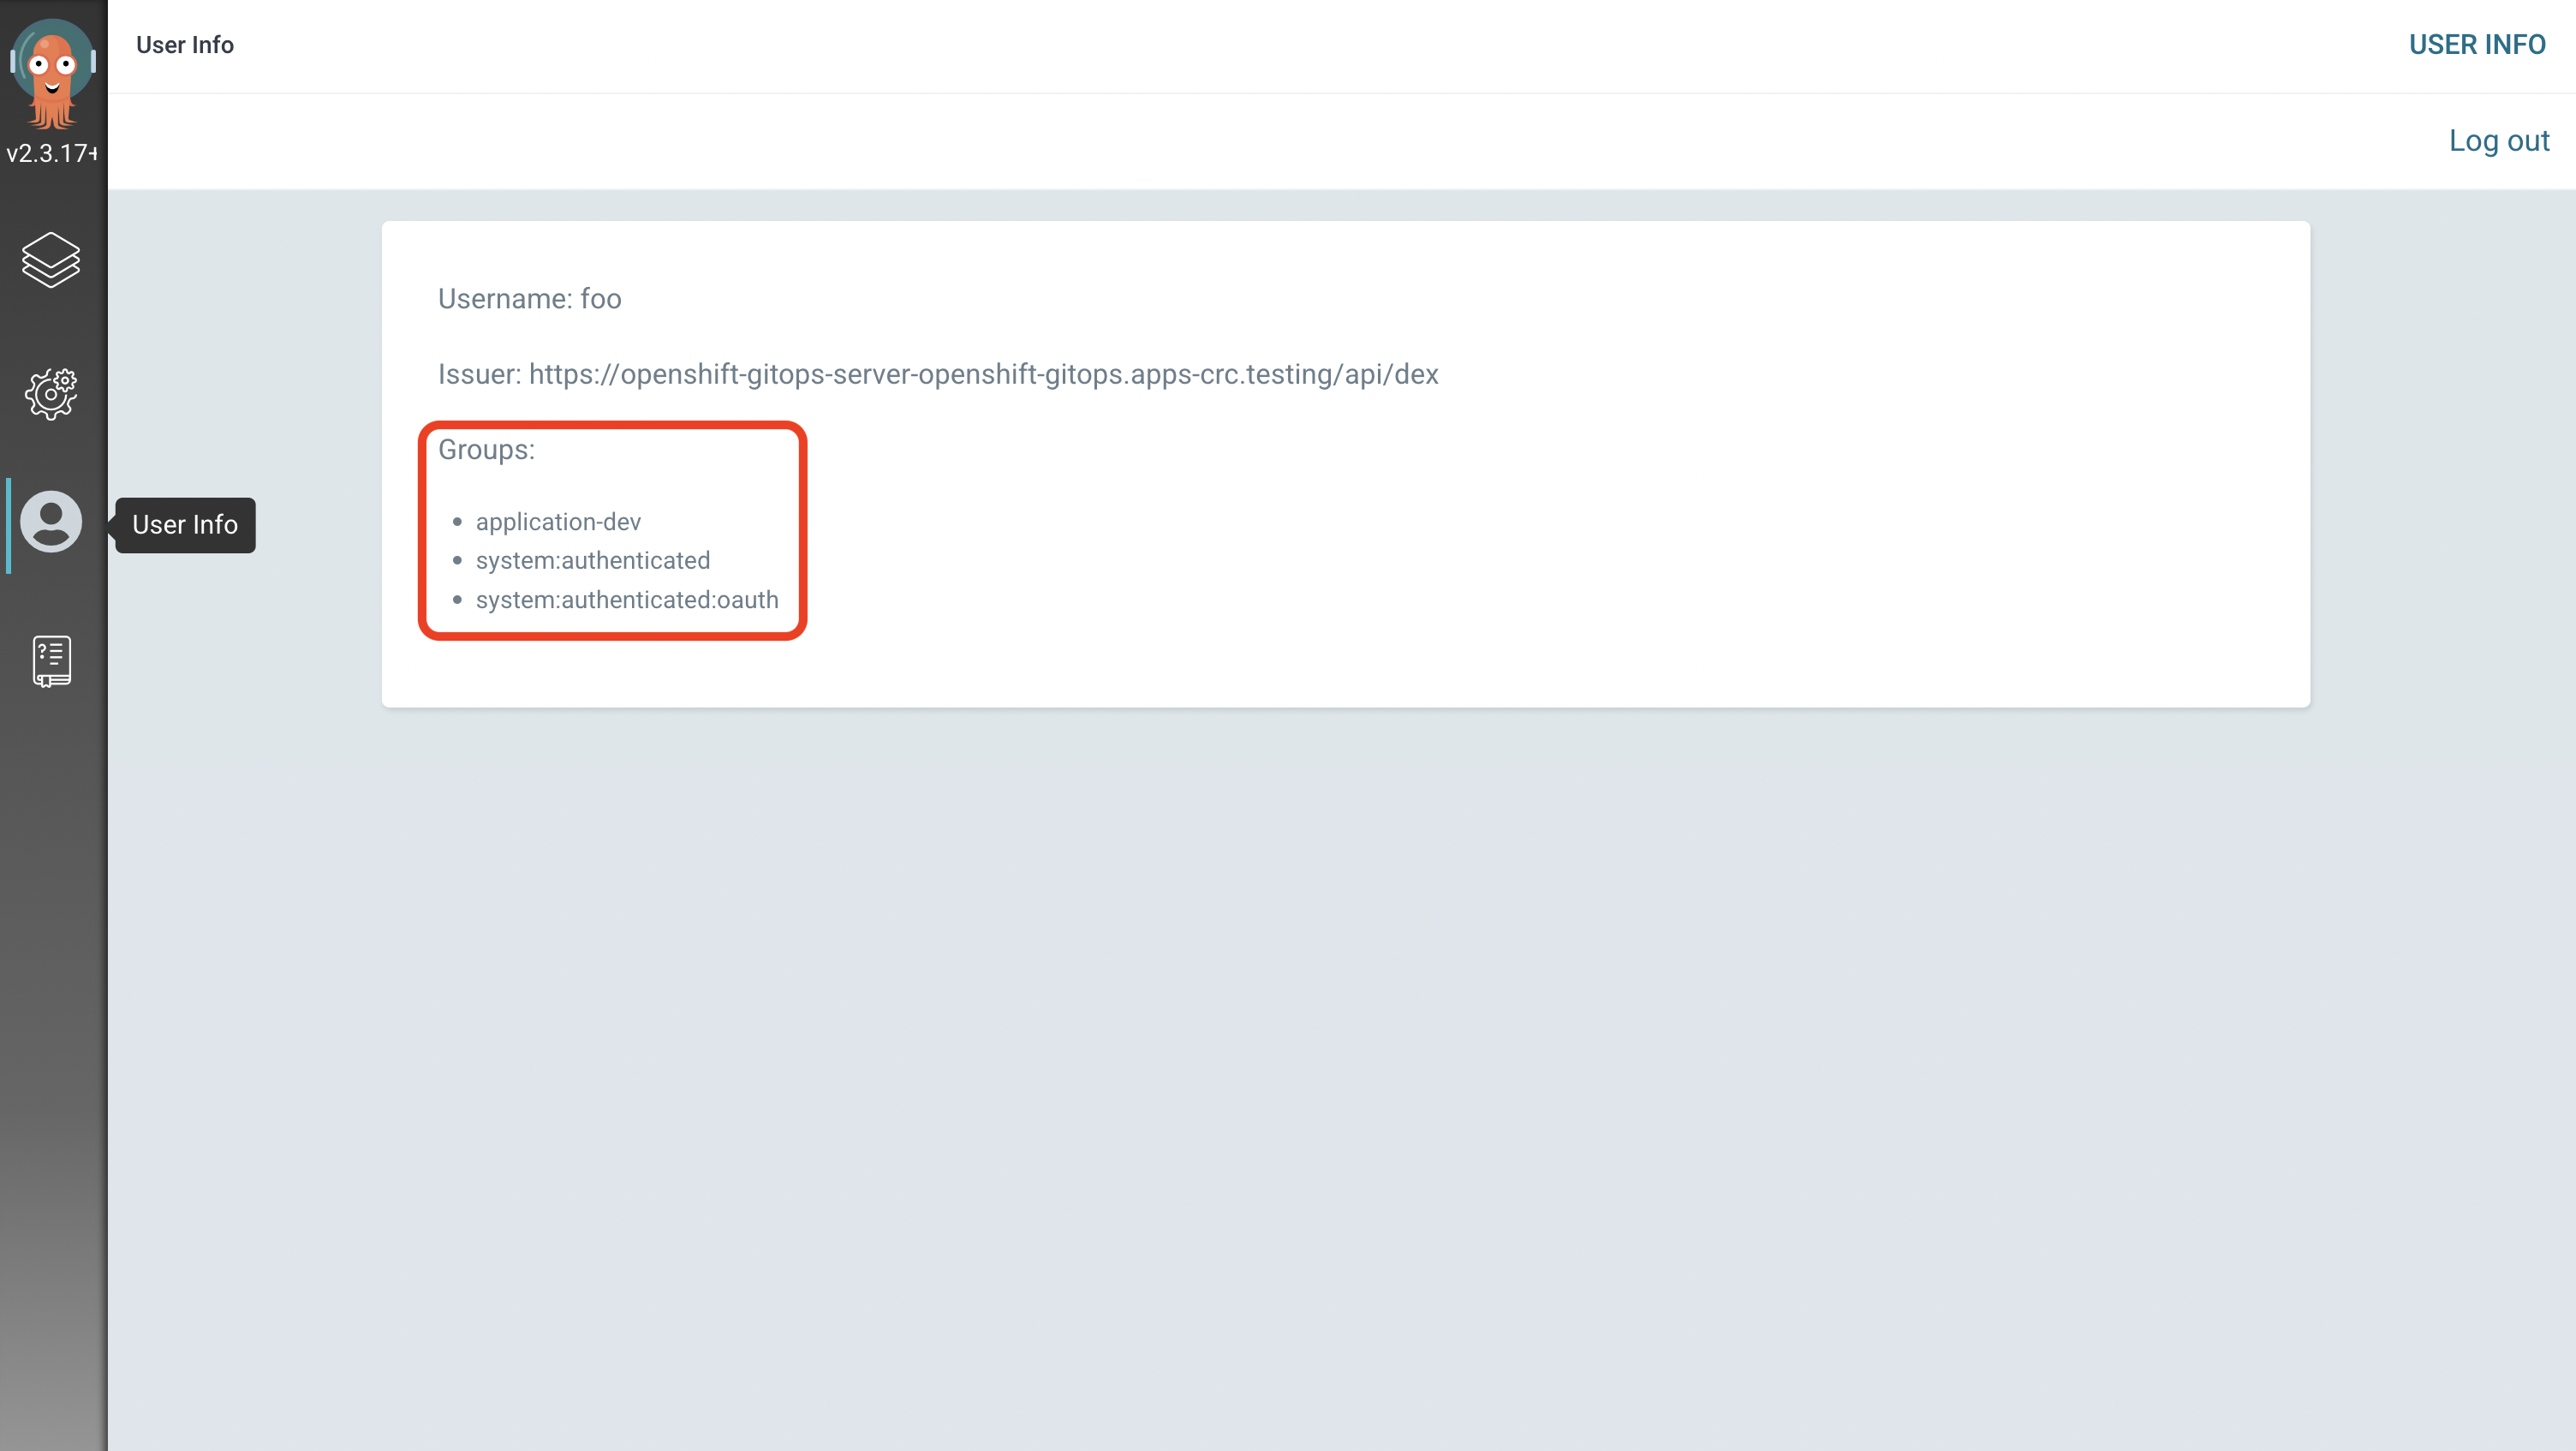 User Info
USER INFO
v2.3.17+
Log out
Username: foo
Issuer: https://openshift-gitops-server-openshift-gitops.apps-crc.testing/api/dex
Groups:
application-dev
User Info
system:authenticated
system:authenticated:oauth